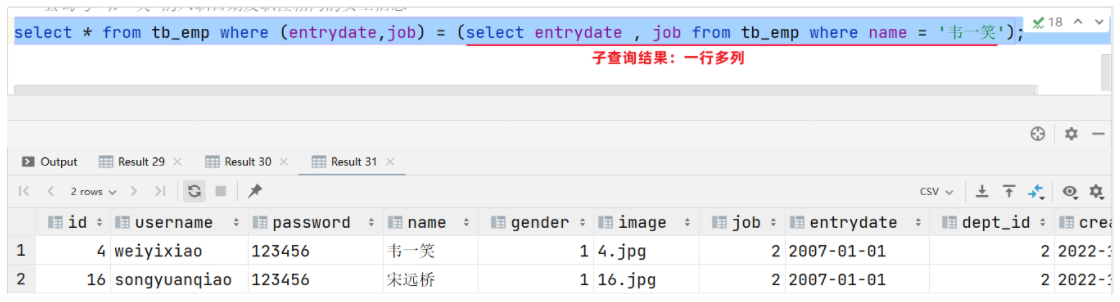 select * from tb_emp where (entrydate,job) = (select entrydate , job from tb_emp where name = '韦一笑');
18
子查询结果：一行多列
Output Result 29 Result 30 Result 31
2 rows CSV
id username password name gender image job entrydate dept_id crea
1 4 weiyixiao 123456 韦一笑 1 4.jpg 2 2007-01-01 2 2022-
2 16 songyuanqiao 123456 宋远桥 1 16.jpg 2 2007-01-01 2 2022-